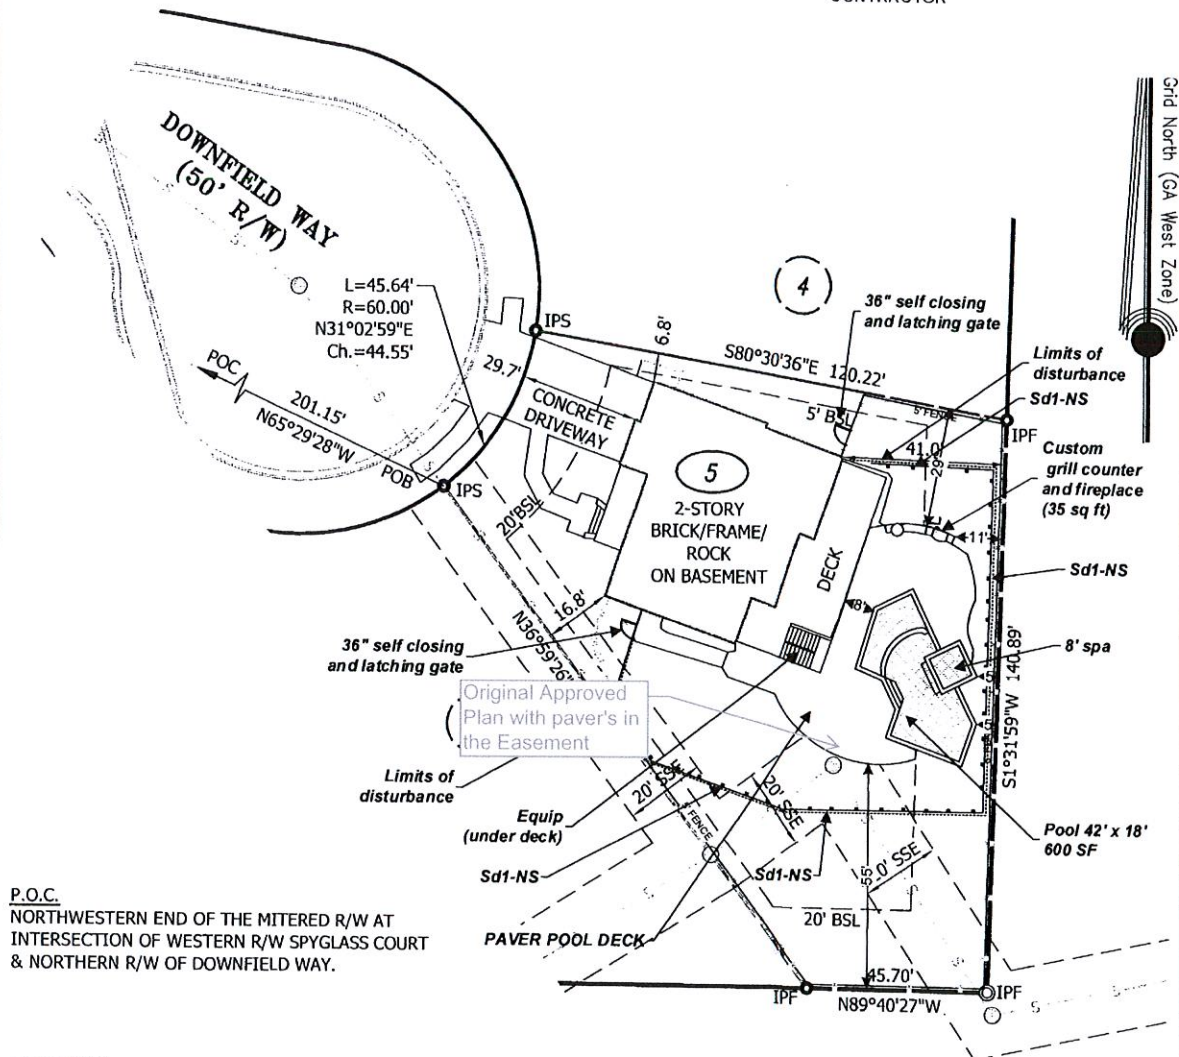 Grid North (GA West Zone)
DOWNFIELD WAY
(50' R/W)
L=45.64'
R=60.00'
N31°02'59"E
Ch.=44.55'
IPS
6.8'
4
36" self closing
and latching gate
S80°30'36"E 120.22'
Limits of
disturbance
Sd1-NS
POC
201.15'
N65°29'28"W
POB
S
IPS
29.7'
CONCRETE
DRIVEWAY
5' BSL
5' FENCE
IPF
41.0'
29'
Custom
grill counter
and fireplace
(35 sq ft)
11'
5
2-STORY
BRICK/FRAME/
ROCK
ON BASEMENT
DECK
20'BSL
Sd1-NS
16.8'
N36°59'26"
8'
36" self closing
and latching gate
8' spa
5
5
S1°31'59"W 140.89'
Original Approved
Plan with paver's in
the Easement
Limits of
disturbance
20' SSE
20' SSE
Equip
(under deck)
FENCE
Pool 42' x 18'
600 SF
Sd1-NS
Sd1-NS
0' SSE
55'
20' BSL
PAVER POOL DECK
P.O.C.
NORTHWESTERN END OF THE MITERED R/W AT
INTERSECTION OF WESTERN R/W SPYGLASS COURT
& NORTHERN R/W OF DOWNFIELD WAY.
45.70'
IPF
N89°40'27"W
IPF
S
S